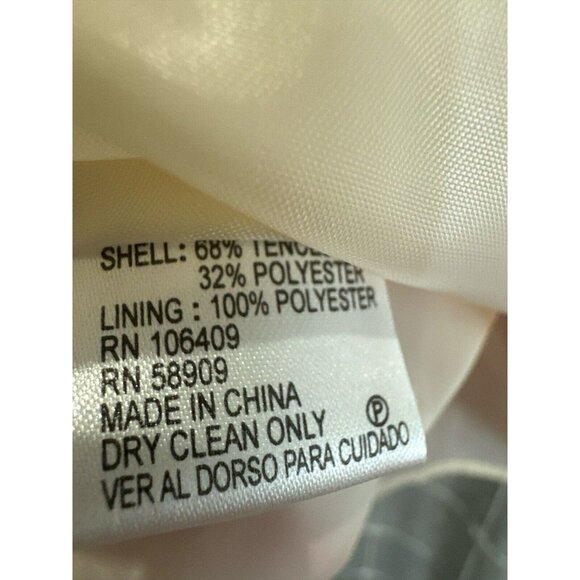 SHELL: 68%
32% POLYESTER
LINING : 100% POLYESTER
RN 106409
RN 58909
MADE IN CHINA
DRY CLEAN ONLY Ⓟ
VER AL DORSO PARA CUIDADO